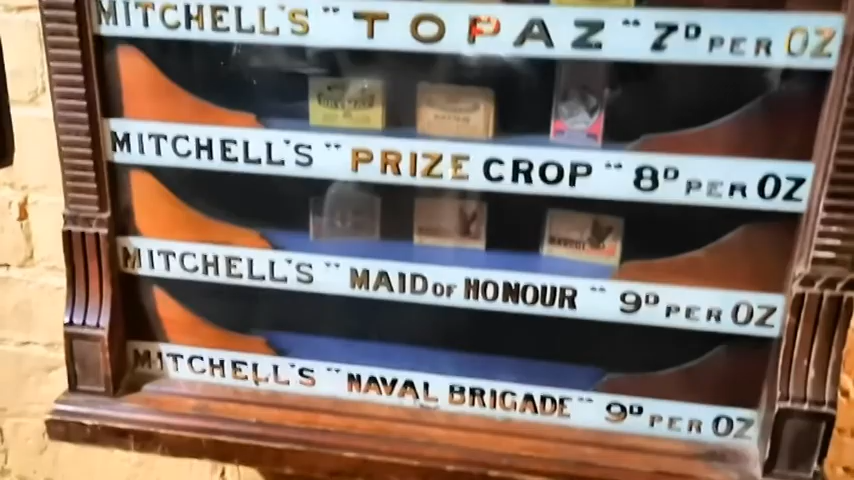 MITCHELL'S "TOPAZ" 7D PER OZ
MITCHELL'S "PRIZE CROP" 8D PER OZ
MITCHELL'S "MAID OF HONOUR" 9D PER OZ
MITCHELL'S "NAVAL BRIGADE" 9D PER OZ